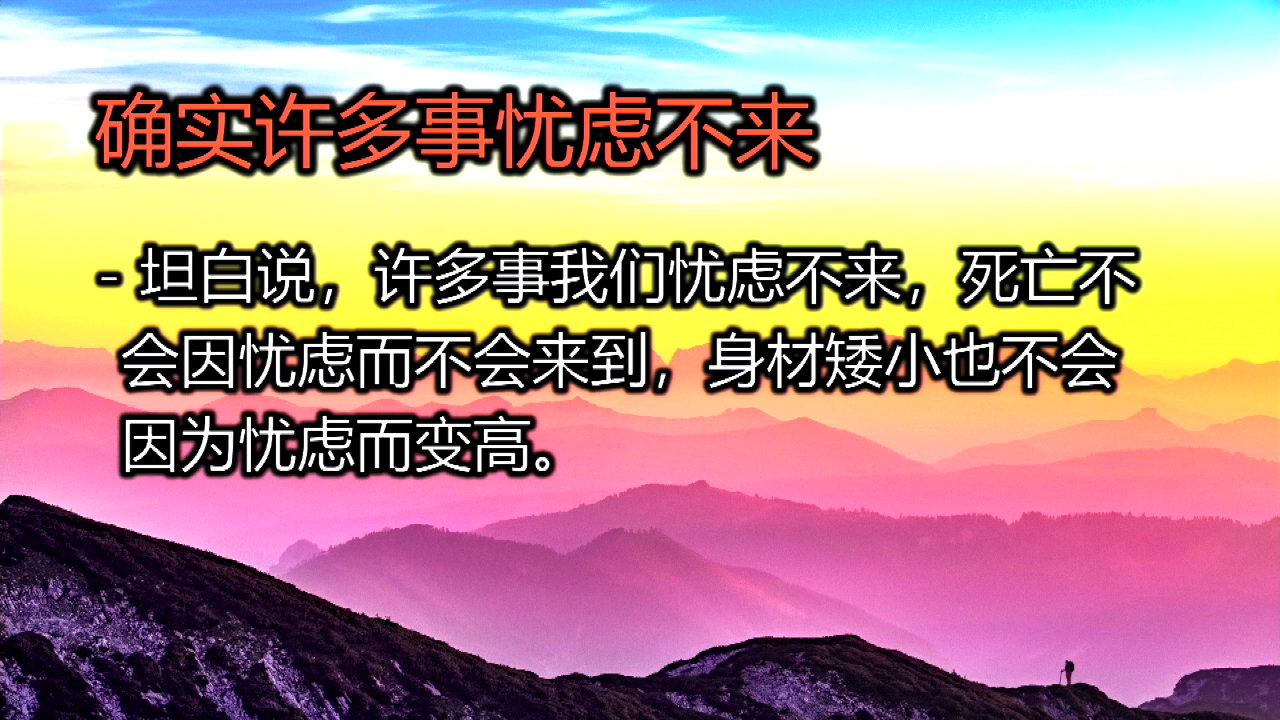 确实许多事忧虑不来
- 坦白说，许多事我们忧虑不来，死亡不
会因忧虑而不会来到，身材矮小也不会
因为忧虑而变高。